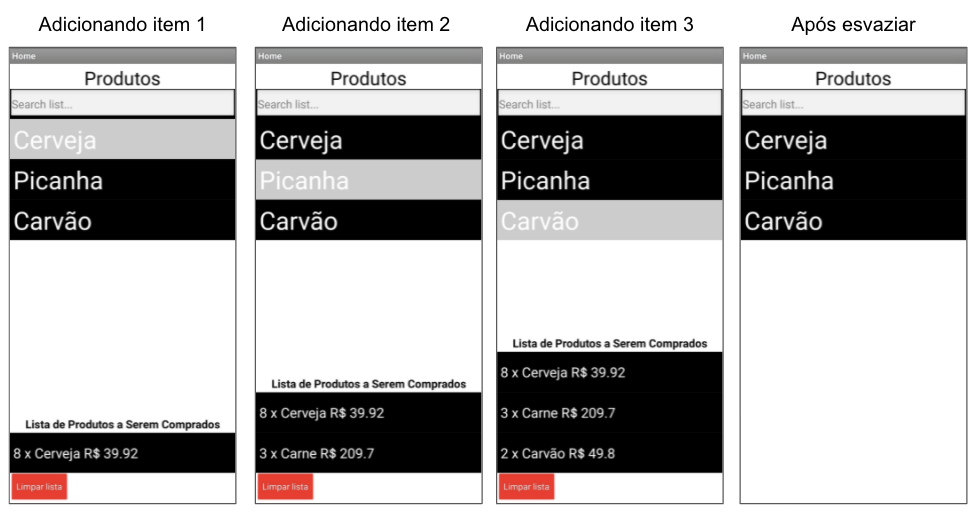 Adicionando item 1
Home
Produtos
Search list...
Cerveja
Picanha
Carvão
Lista de Produtos a Serem Comprados
8 x Cerveja R$ 39.92
Limpar lista
Adicionando item 2
Home
Produtos
Search list...
Cerveja
Picanha
Carvão
Lista de Produtos a Serem Comprados
8 x Cerveja R$ 39.92
3 x Carne R$ 209.7
Limpar lista
Adicionando item 3
Home
Produtos
Search list...
Cerveja
Picanha
Carvão
Lista de Produtos a Serem Comprados
8 x Cerveja R$ 39.92
3 x Carne R$ 209.7
2 x Carvão R$ 49.8
Limpar lista
Após esvaziar
Home
Produtos
Search list...
Cerveja
Picanha
Carvão